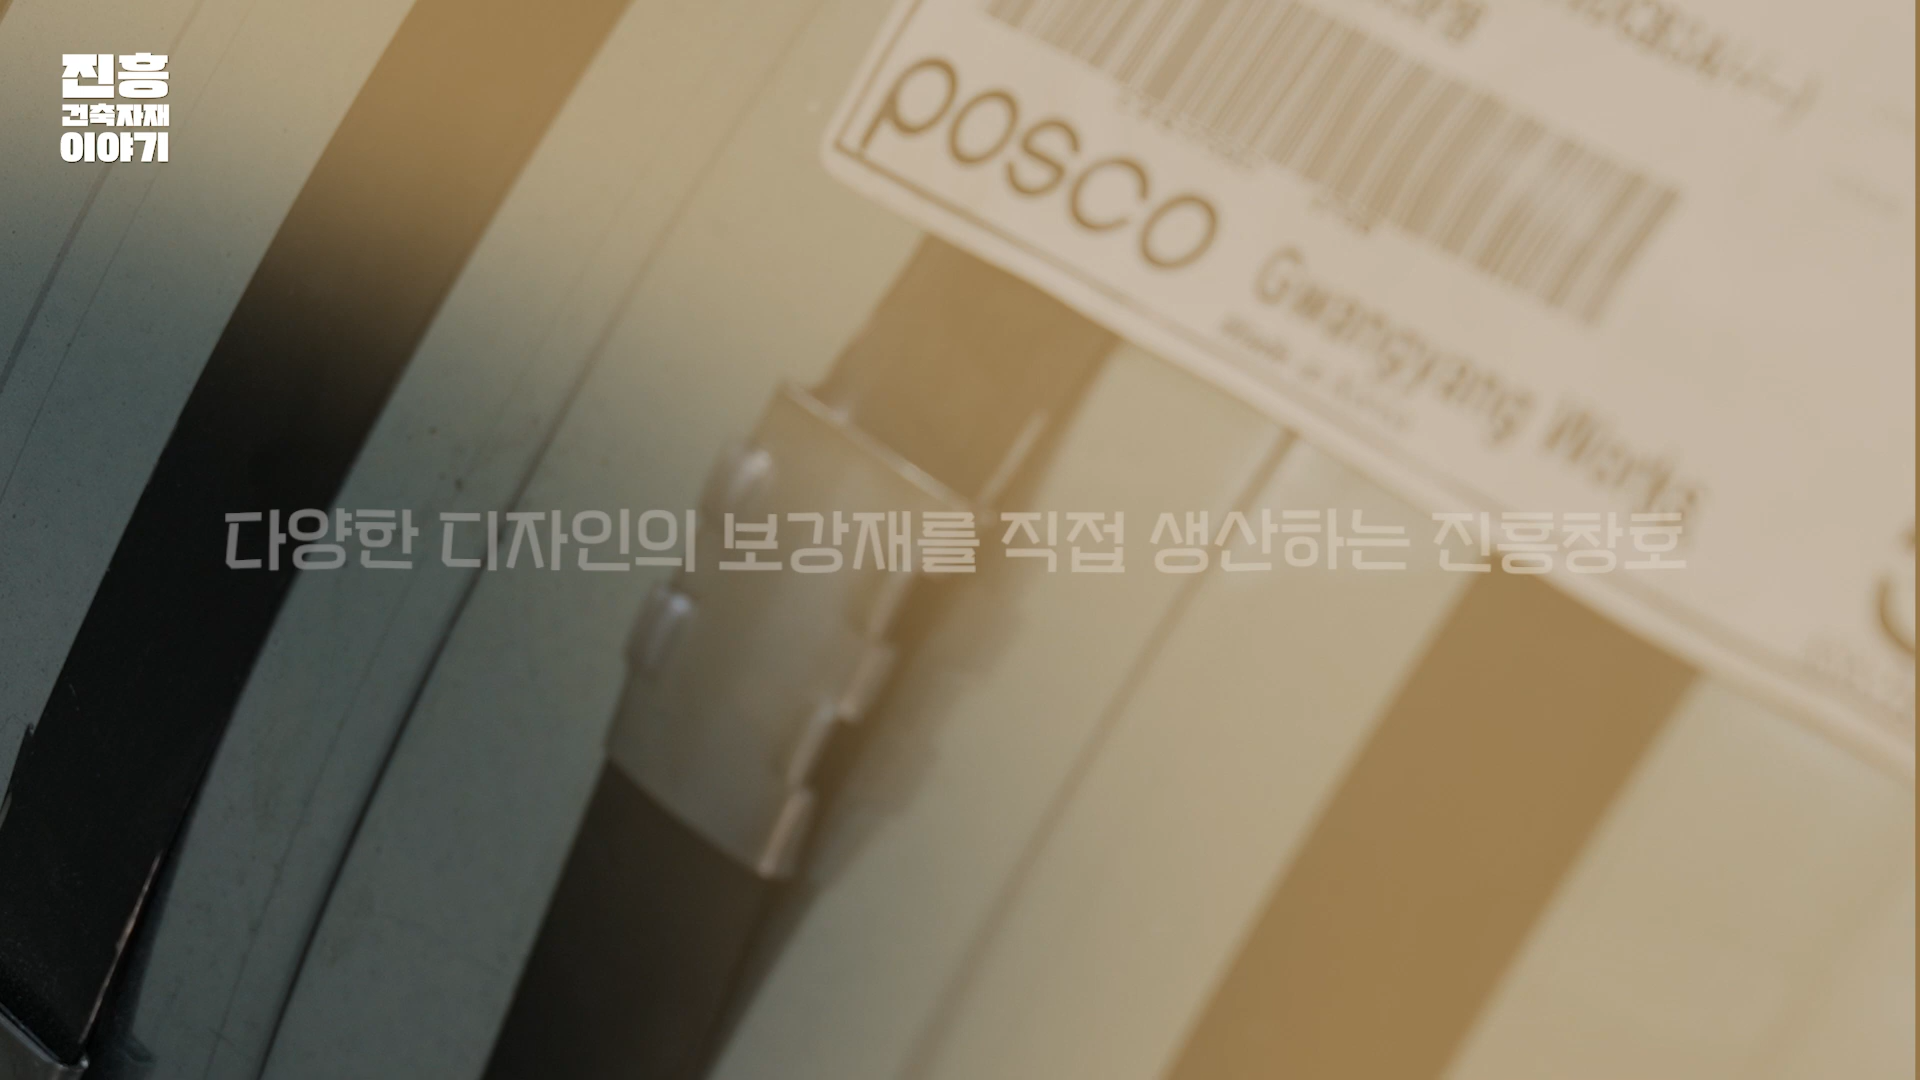 진흥
건축자재
이야기
posco
Gwangyang Works
다양한 디자인의 보강재를 직접 생산하는 진흥창호